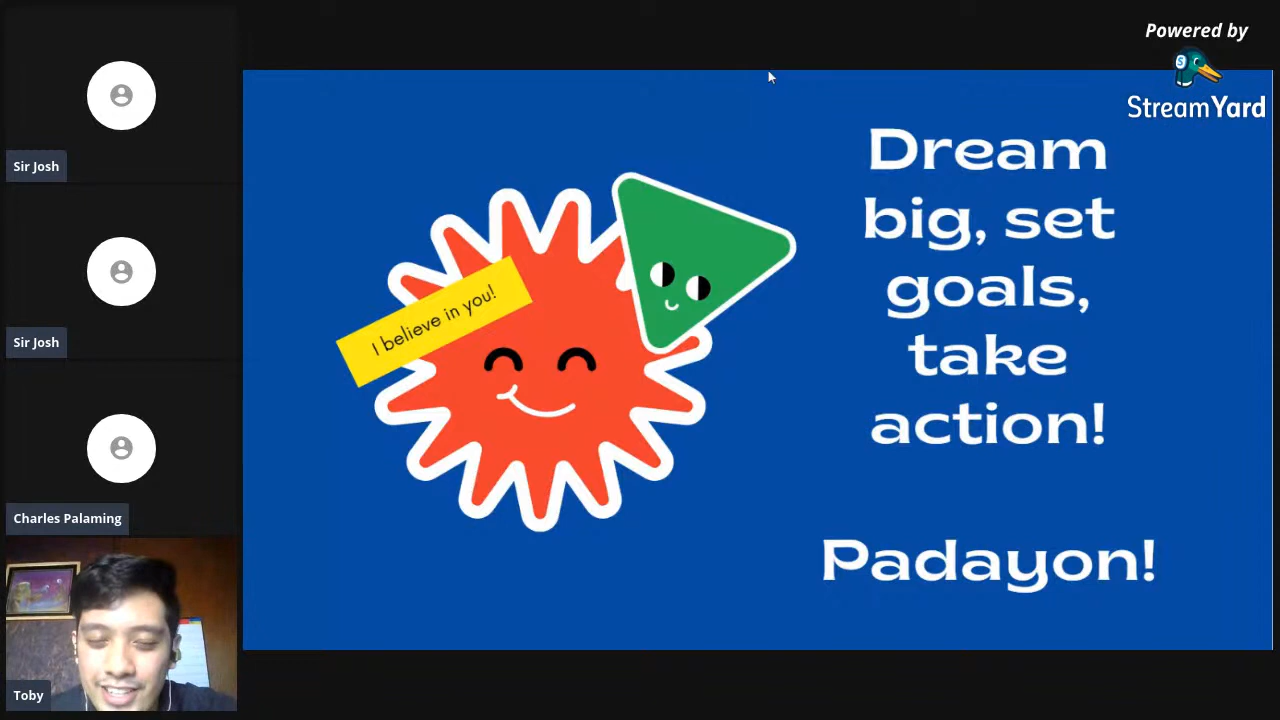 Powered by
StreamYard
Sir Josh
Sir Josh
Charles Palaming
Toby
I believe in you!
Dream
big, set
goals,
take
action!
Padayon!